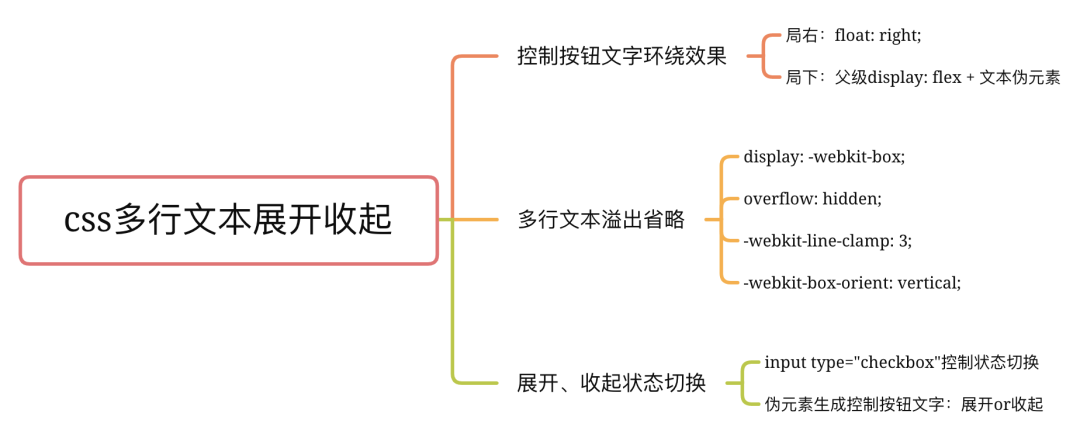 css多行文本展开收起
控制按钮文字环绕效果
局右：float: right;
局下：父级display: flex + 文本伪元素
多行文本溢出省略
display: -webkit-box;
overflow: hidden;
-webkit-line-clamp: 3;
-webkit-box-orient: vertical;
展开、收起状态切换
input type="checkbox"控制状态切换
伪元素生成控制按钮文字：展开or收起